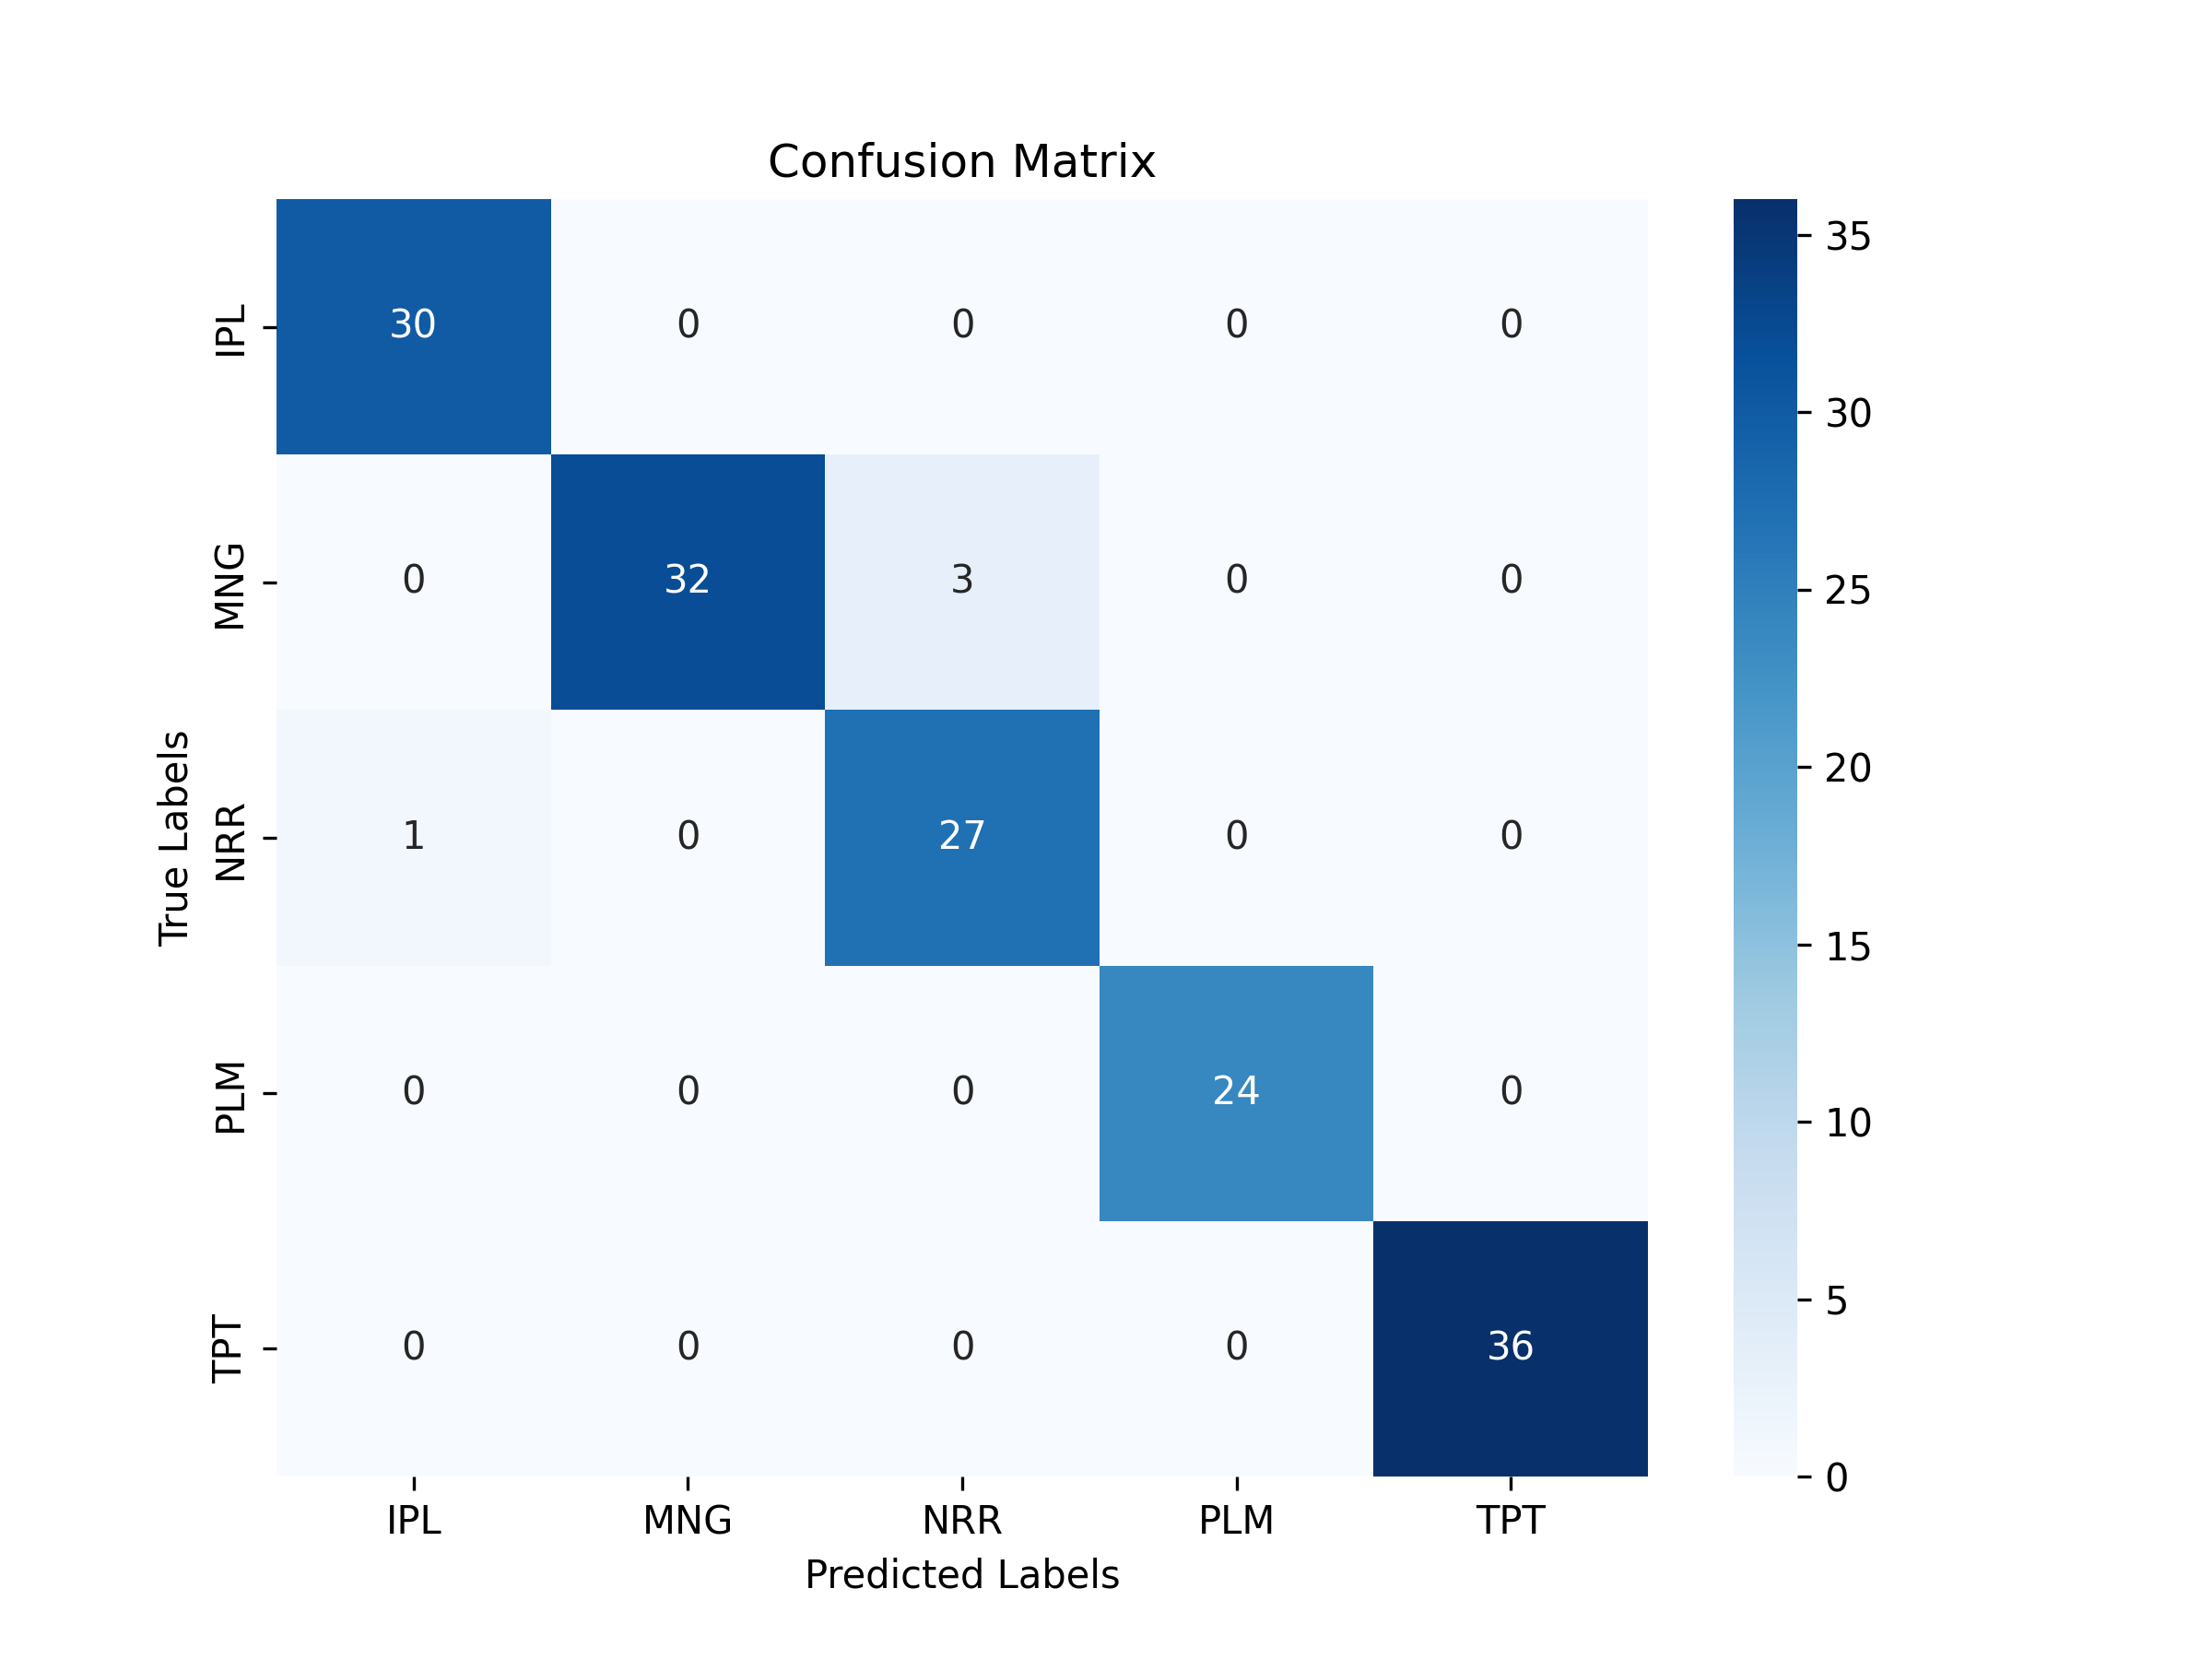 Confusion Matrix
True Labels
IPL 30 0 0 0 0
MNG 0 32 3 0 0
NRR 1 0 27 0 0
PLM 0 0 0 24 0
TPT 0 0 0 0 36
IPL MNG NRR PLM TPT
Predicted Labels
35
30
25
20
15
10
5
0